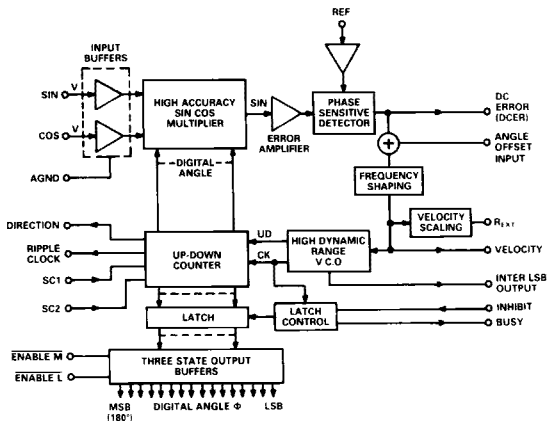 REF
INPUT
BUFFERS
SIN
V
COS
V
AGND
HIGH ACCURACY
SIN COS
MULTIPLIER
SIN
ERROR
AMPLIFIER
PHASE
SENSITIVE
DETECTOR
DC
ERROR
(DCER)
ANGLE
OFFSET
INPUT
+
FREQUENCY
SHAPING
DIGITAL
ANGLE
VELOCITY
SCALING
REXT
DIRECTION
RIPPLE
CLOCK
SC1
SC2
UP-DOWN
COUNTER
UD
CK
HIGH DYNAMIC
RANGE
V C.O
VELOCITY
INTER LSB
OUTPUT
LATCH
LATCH
CONTROL
INHIBIT
BUSY
ENABLE M
ENABLE L
THREE STATE OUTPUT
BUFFERS
MSB
(180°)
DIGITAL ANGLE Φ
LSB